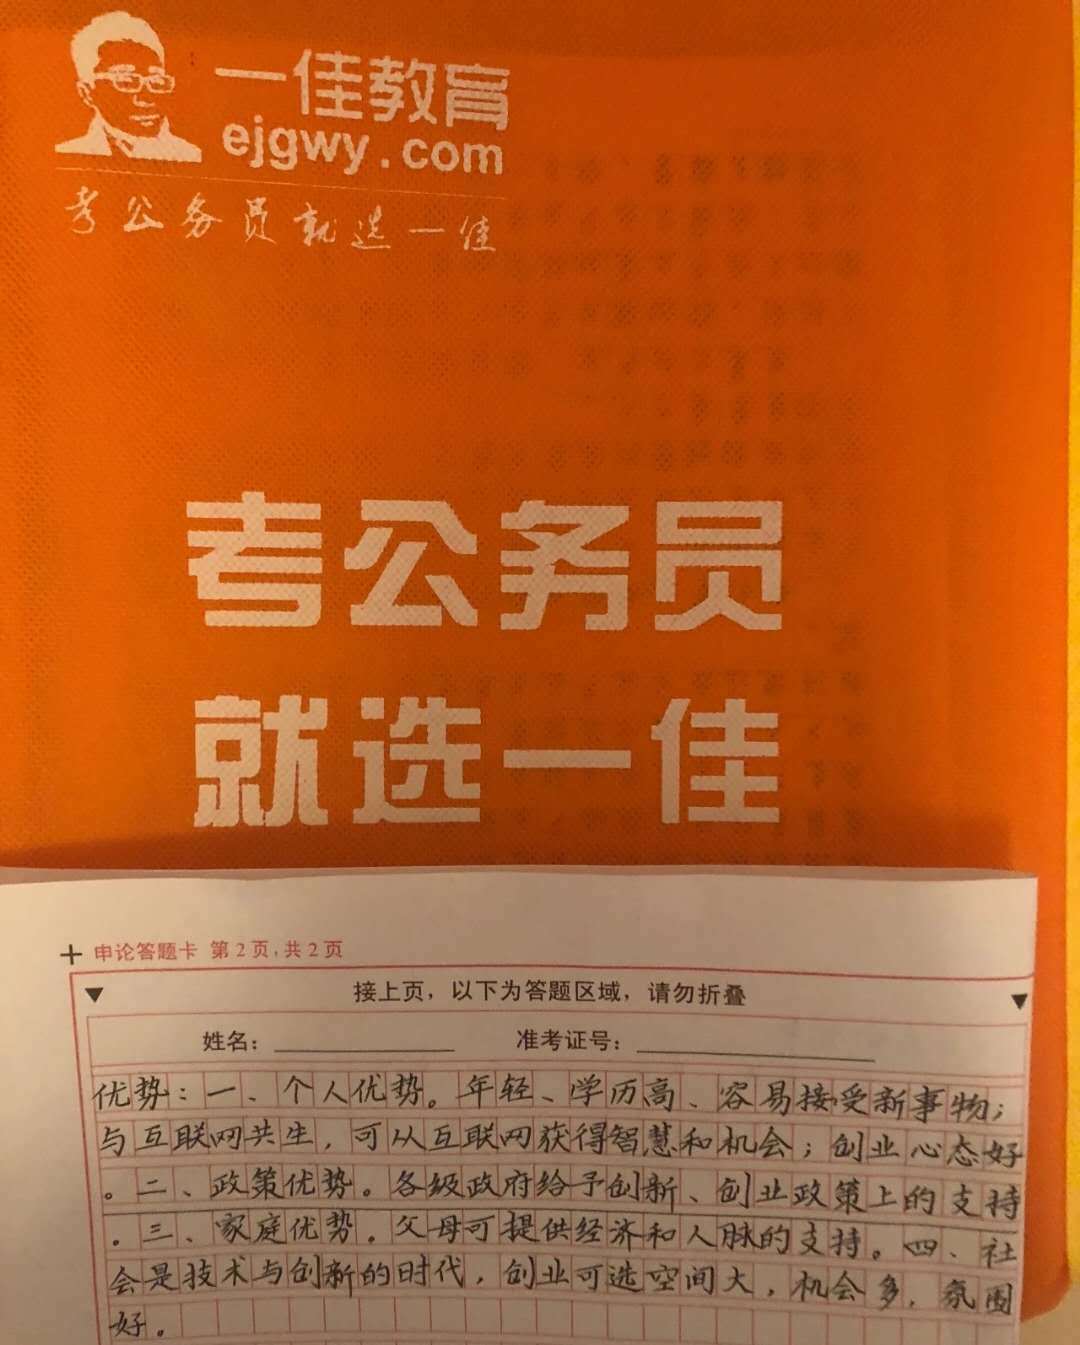 一佳教育
ejgwy.com
考公务员就选一佳
考公务员
就选一佳
申论答题卡 第2页,共2页
接上页，以下为答题区域，请勿折叠
姓名： 准考证号：
优势：一、个人优势。年轻、学历高、容易接受新事物；
与互联网共生，可从互联网获得智慧和机会；创业心态好
。二、政策优势。各级政府给予创新、创业政策上的支持
。三、家庭优势。父母可提供经济和人脉的支持。四、社
会是技术与创新的时代，创业可选空间大，机会多，氛围
好。